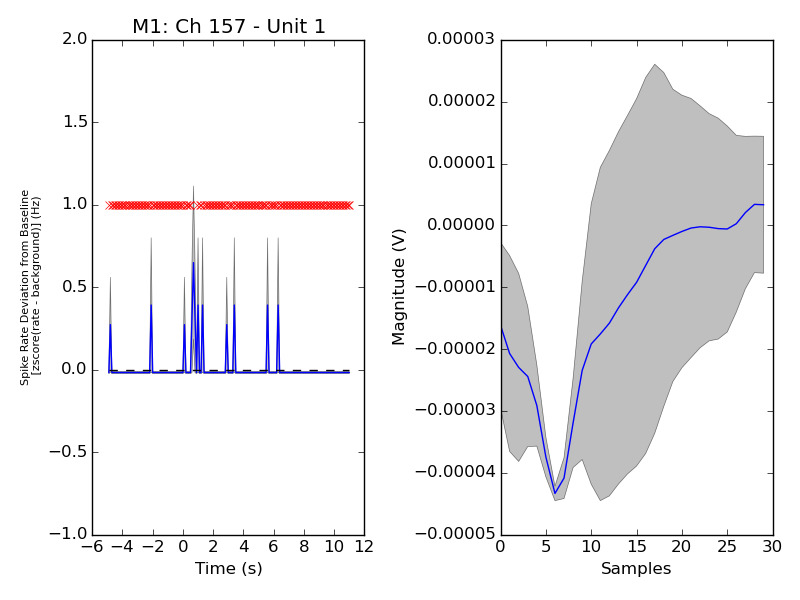 M1: Ch 157 - Unit 1
2.0
1.5
1.0
0.5
0.0
−0.5
−1.0
−6 −4 −2 0 2 4 6 8 10 12
Time (s)
Spike Rate Deviation from Baseline
[zscore(rate - background)] (Hz)
0.00003
0.00002
0.00001
0.00000
−0.00001
−0.00002
−0.00003
−0.00004
−0.00005
0 5 10 15 20 25 30
Samples
Magnitude (V)